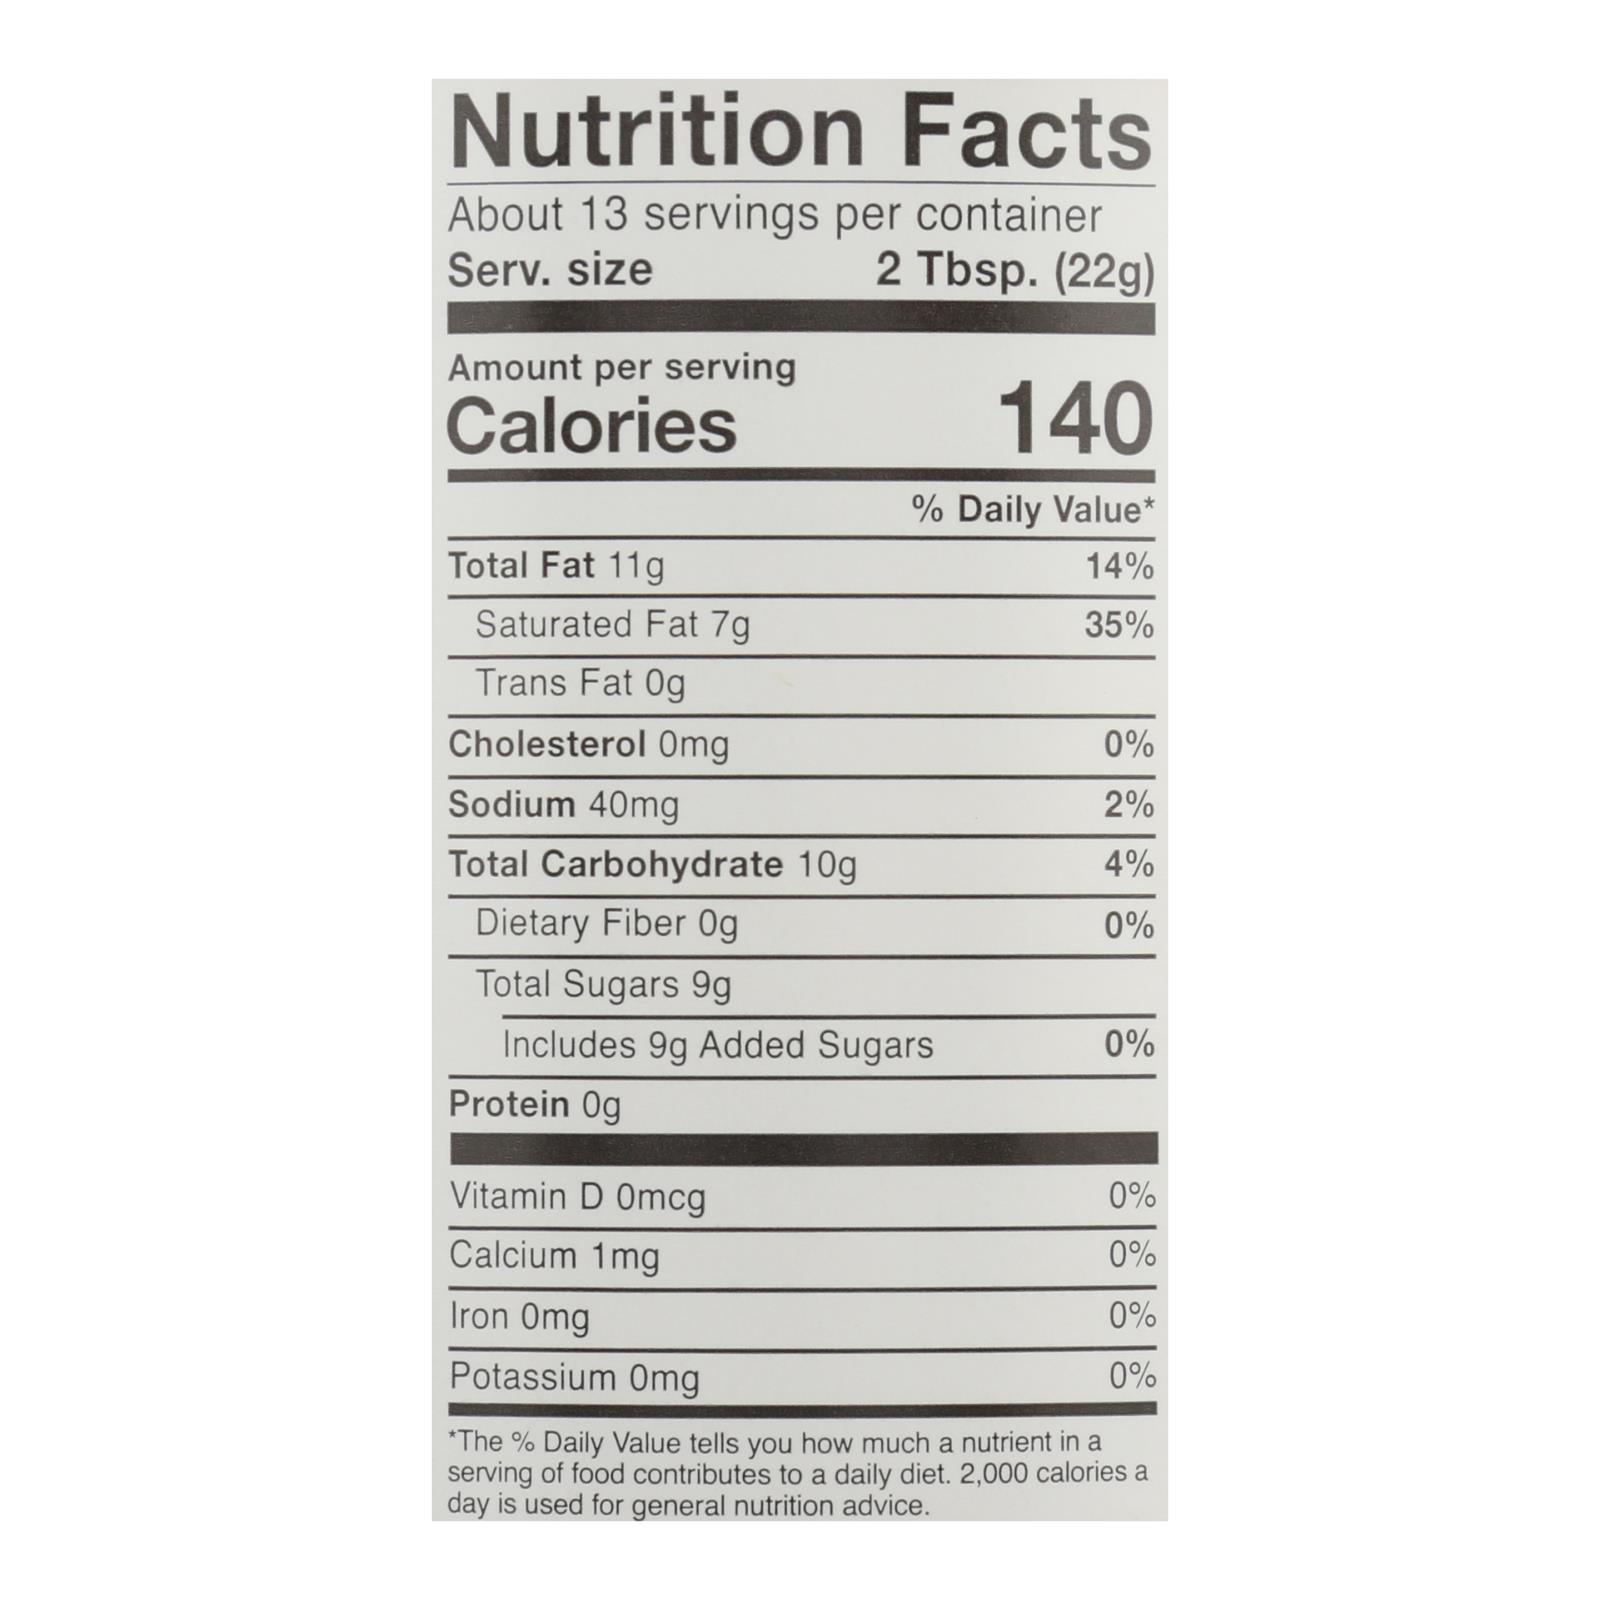 Nutrition Facts
About 13 servings per container
Serv. size 2 Tbsp. (22g)
Amount per serving
Calories 140
% Daily Value*
Total Fat 11g 14%
Saturated Fat 7g 35%
Trans Fat 0g
Cholesterol 0mg 0%
Sodium 40mg 2%
Total Carbohydrate 10g 4%
Dietary Fiber 0g 0%
Total Sugars 9g
Includes 9g Added Sugars 0%
Protein 0g
Vitamin D 0mcg 0%
Calcium 1mg 0%
Iron 0mg 0%
Potassium 0mg 0%
*The % Daily Value tells you how much a nutrient in a
serving of food contributes to a daily diet. 2,000 calories a
day is used for general nutrition advice.